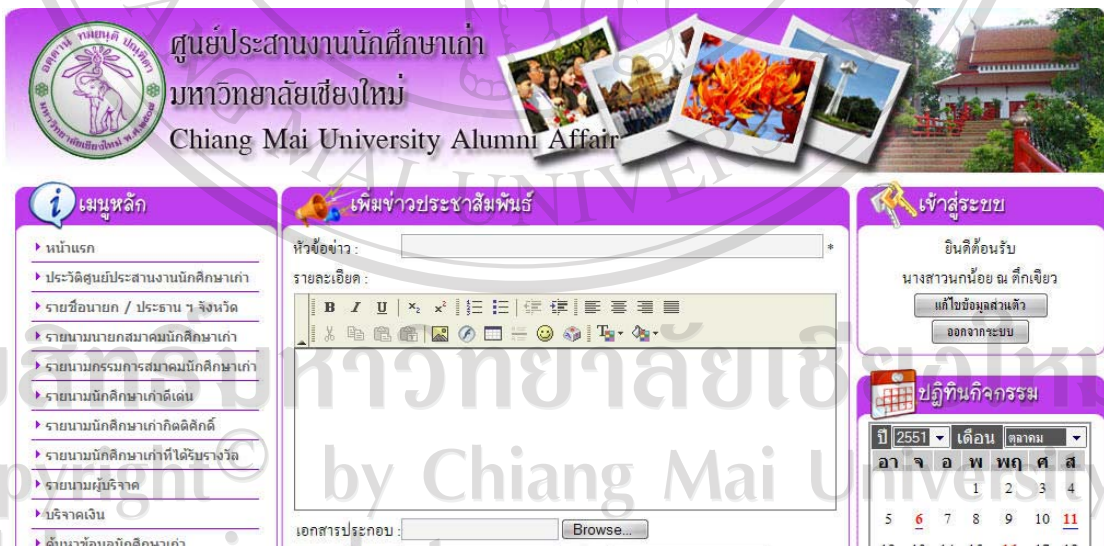 ศูนย์ประสานงานนักศึกษาเก่า
มหาวิทยาลัยเชียงใหม่
Chiang Mai University Alumni Affair
เมนูหลัก
หน้าแรก
ประวัติศูนย์ประสานงานนักศึกษาเก่า
รายชื่อนายก / ประธาน ฯ จังหวัด
รายนามนายกสมาคมนักศึกษาเก่า
รายนามกรรมการสมาคมนักศึกษาเก่า
รายนามนักศึกษาเก่าดีเด่น
รายนามนักศึกษาเก่ากิตติศักดิ์
รายนามนักศึกษาเก่าที่ได้รับรางวัล
รายนามผู้บริจาค
บริจาคเงิน
ค้นหาข้อมูลนักศึกษาเก่า
เพิ่มข่าวประชาสัมพันธ์
หัวข้อข่าว : *
รายละเอียด :
เอกสารประกอบ : Browse...
เข้าสู่ระบบ
ยินดีต้อนรับ
นางสาวนกน้อย ณ ตึกเขียว
แก้ไขข้อมูลส่วนตัว
ออกจากระบบ
ปฏิทินกิจกรรม
ปี 2551 เดือน ตุลาคม
อา จ อ พ พฤ ศ ส
1 2 3 4
5 6 7 8 9 10 11
by Chiang Mai University